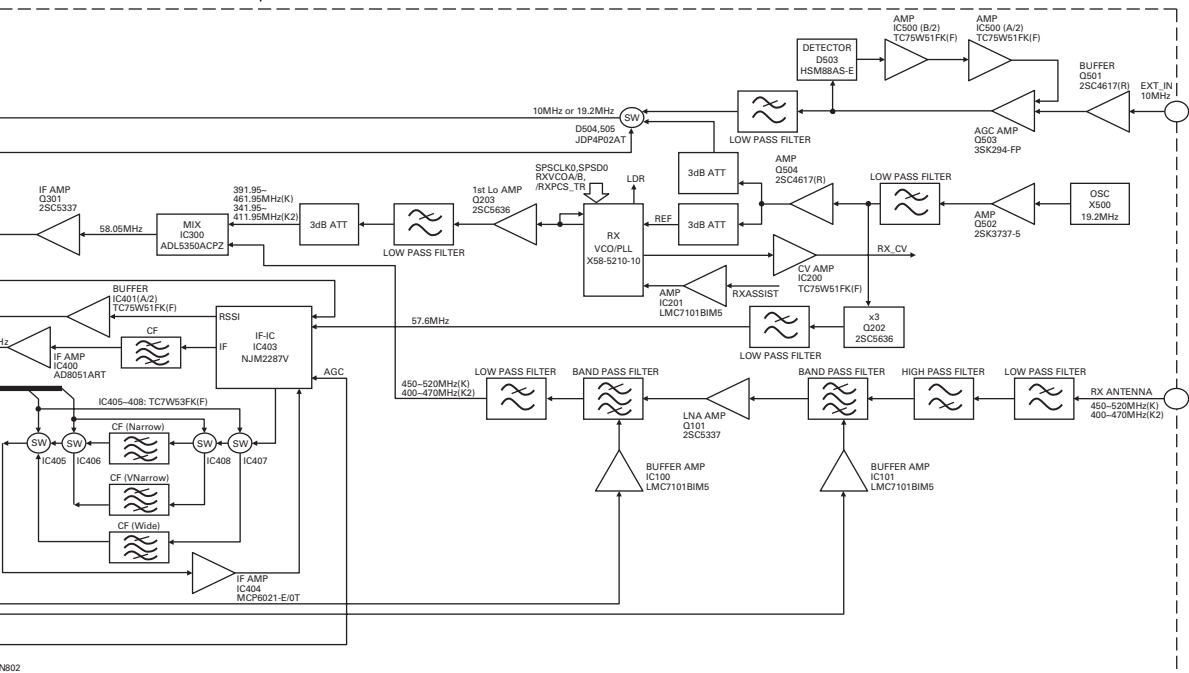 AMP
IC500 (B/2)
TC75W51FK(F)
AMP
IC500 (A/2)
TC75W51FK(F)
DETECTOR
D503
HSM88AS-E
BUFFER
Q501
2SC4617(R)
EXT_IN
10MHz
10MHz or 19.2MHz
SW
D504,505
JDP4P02AT
LOW PASS FILTER
AGC AMP
Q503
3SK294-FP
IF AMP
Q301
2SC5337
58.05MHz
391.95~
461.95MHz(K)
341.95~
411.95MHz(K2)
MIX
IC300
ADL5350ACPZ
3dB ATT
LOW PASS FILTER
1st Lo AMP
Q203
2SC5636
SPSCLK0,SPSD0
RXVCOA/B,
/RXPCS_TR
LDR
RX
VCO/PLL
X58-5210-10
REF
3dB ATT
3dB ATT
AMP
Q504
2SC4617(R)
LOW PASS FILTER
AMP
Q502
2SK3737-5
OSC
X500
19.2MHz
CV AMP
IC200
TC75W51FK(F)
RX_CV
AMP
IC201
LMC7101BIM5
RXASSIST
BUFFER
IC401(A/2)
TC75W51FK(F)
RSSI
IF
IF-IC
IC403
NJM2287V
57.6MHz
LOW PASS FILTER
x3
Q202
2SC5636
Hz
IF AMP
IC400
AD8051ART
CF
AGC
450~520MHz(K)
400~470MHz(K2)
LOW PASS FILTER
BAND PASS FILTER
LNA AMP
Q101
2SC5337
BAND PASS FILTER
HIGH PASS FILTER
LOW PASS FILTER
RX ANTENNA
450~520MHz(K)
400~470MHz(K2)
IC405~408: TC7W53FK(F)
SW
IC405
SW
IC406
CF (Narrow)
SW
IC408
SW
IC407
CF (VNarrow)
CF (Wide)
IF AMP
IC404
MCP6021-E/0T
BUFFER AMP
IC100
LMC7101BIM5
BUFFER AMP
IC101
LMC7101BIM5
N802